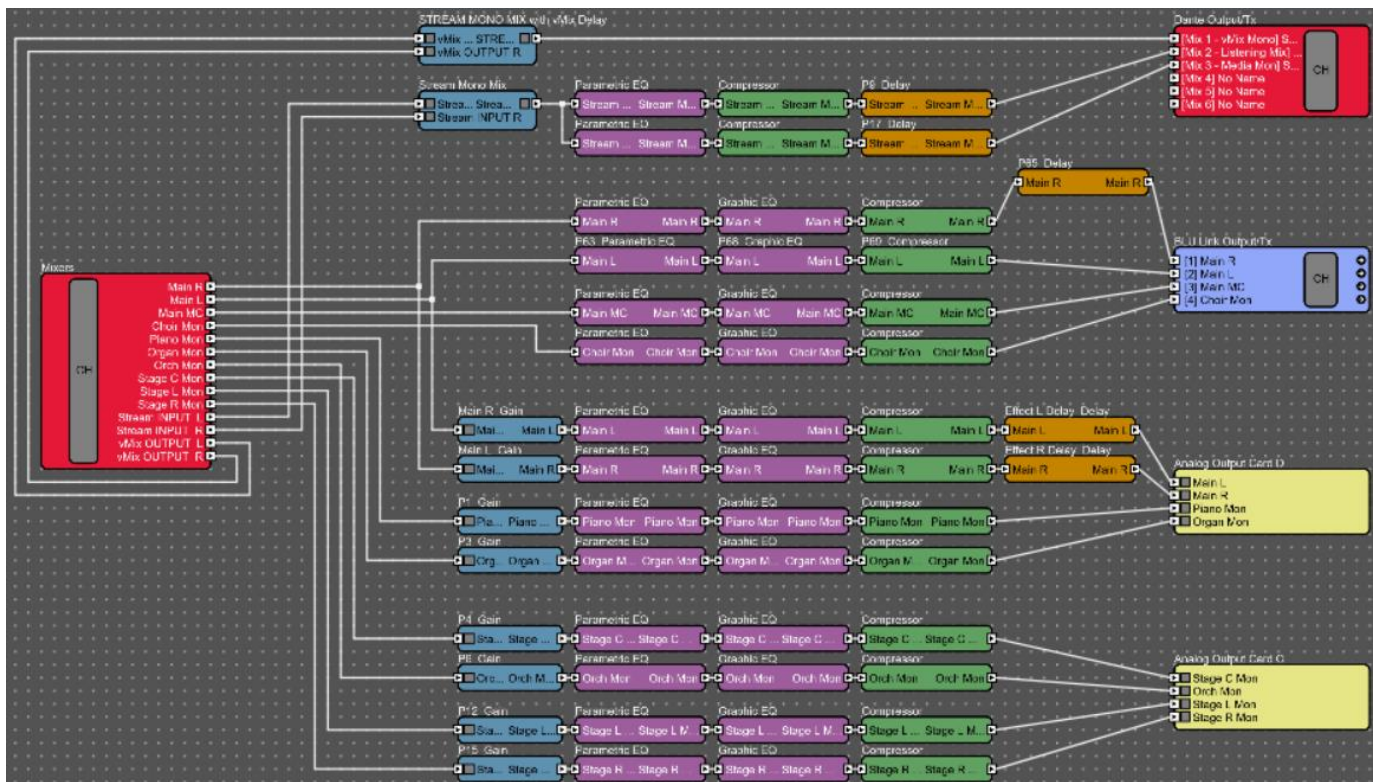 STREAM MONO MIX with vMix Delay
vMix ... STRE...
vMix OUTPUT R
Dante Output/Tx
[Mix 1 - vMix Mono] S...
[Mix 2 - Listening Mix] ...
[Mix 3 - Media Mon] S...
[Mix 4] No Name
[Mix 5] No Name
[Mix 6] No Name
CH
Stream Mono Mix
Strea... Strea...
Stream INPUT R
Parametric EQ
Stream ... Stream M...
Compressor
Stream ... Stream M...
P9 Delay
Stream ... Stream M...
Parametric EQ
Stream ... Stream M...
Compressor
Stream ... Stream M...
P17 Delay
Stream ... Stream M...
P85 Delay
Main R Main R
Parametric EQ
Main R Main R
Graphic EQ
Main R Main R
Compressor
Main R Main R
P63 Parametric EQ
Main L Main L
P68 Graphic EQ
Main L Main L
P69 Compressor
Main L Main L
BLU Link Output/Tx
[1] Main R
[2] Main L
[3] Main MC
[4] Choir Mon
CH
Mixers
CH
Main R
Main L
Main MC
Choir Mon
Piano Mon
Organ Mon
Orch Mon
Stage C Mon
Stage L Mon
Stage R Mon
Stream INPUT L
Stream INPUT R
vMix OUTPUT L
vMix OUTPUT R
Parametric EQ
Main MC Main MC
Graphic EQ
Main MC Main MC
Compressor
Main MC Main MC
Parametric EQ
Choir Mon Choir Mon
Graphic EQ
Choir Mon Choir Mon
Compressor
Choir Mon Choir Mon
Main R Gain
Mai... Main L
Parametric EQ
Main L Main L
Graphic EQ
Main L Main L
Compressor
Main L Main L
Effect L Delay Delay
Main L Main L
Main L Gain
Mai... Main R
Parametric EQ
Main R Main R
Graphic EQ
Main R Main R
Compressor
Main R Main R
Effect R Delay Delay
Main R Main R
Analog Output Card D
Main L
Main R
Piano Mon
Organ Mon
P1 Gain
Pia... Piano ...
Parametric EQ
Piano Mon Piano Mon
Graphic EQ
Piano Mon Piano Mon
Compressor
Piano Mon Piano Mon
P3 Gain
Org... Organ ...
Parametric EQ
Organ M... Organ Mon
Graphic EQ
Organ M... Organ Mon
Compressor
Organ M... Organ Mon
P4 Gain
Sta... Stage ...
Parametric EQ
Stage C ... Stage C ...
Graphic EQ
Stage C ... Stage C ...
Compressor
Stage C ... Stage C ...
P6 Gain
Orc... Orch M...
Parametric EQ
Orch Mon Orch Mon
Graphic EQ
Orch Mon Orch Mon
Compressor
Orch Mon Orch Mon
Analog Output Card C
Stage C Mon
Orch Mon
Stage L Mon
Stage R Mon
P12 Gain
Sta... Stage L...
Parametric EQ
Stage L ... Stage L M...
Graphic EQ
Stage L ... Stage L M...
Compressor
Stage L ... Stage L M...
P15 Gain
Sta... Stage ...
Parametric EQ
Stage R ... Stage R ...
Graphic EQ
Stage R ... Stage R ...
Compressor
Stage R ... Stage R ...